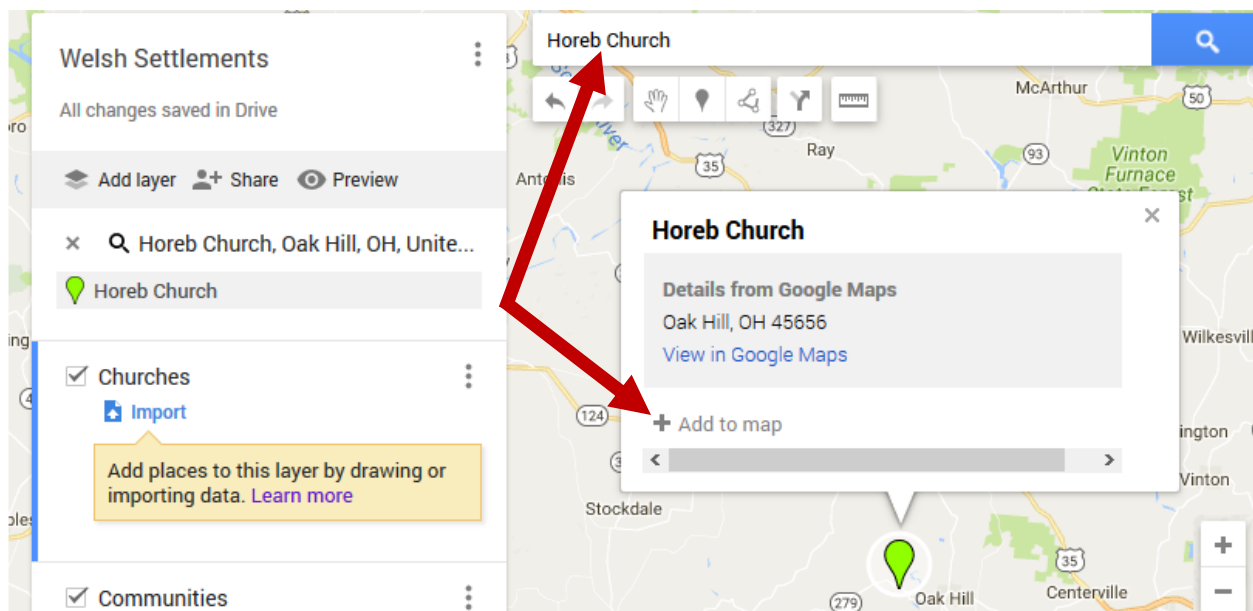 Welsh Settlements
All changes saved in Drive
Add layer Share Preview
Horeb Church, Oak Hill, OH, Unite...
Horeb Church
Churches
Import
Add places to this layer by drawing or
importing data. Learn more
Communities
Horeb Church
McArthur
50
327
Ray
93
35
Vinton
Furnace
State Forest
Horeb Church
Details from Google Maps
Oak Hill, OH 45656
View in Google Maps
Add to map
Wilkesvill
124
ington
Vinton
Stockdale
35
279
Oak Hill
Centerville